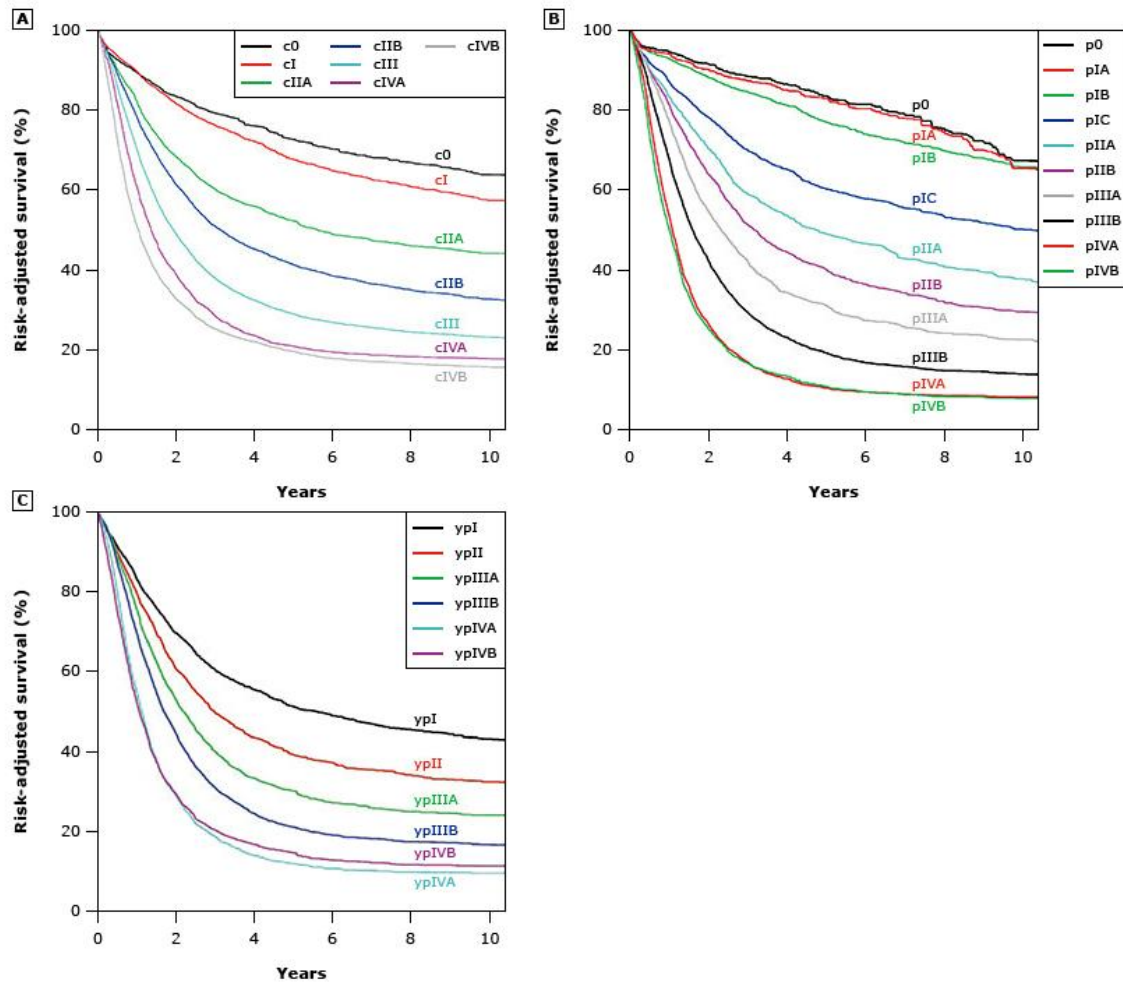 A
Risk-adjusted survival (%)
100
80
60
40
20
0
c0 cIIB cIVB
cI cIII
cIIA cIVA
c0
cI
cIIA
cIIB
cIII
cIVA
cIVB
0 2 4 6 8 10
Years
B
Risk-adjusted survival (%)
100
80
60
40
20
0
p0
pIA
pIB
pIC
pIIA
pIIB
pIIIA
pIIIB
pIVA
pIVB
p0
pIA
pIB
pIC
pIIA
pIIB
pIIIA
pIIIB
pIVA
pIVB
0 2 4 6 8 10
Years
C
Risk-adjusted survival (%)
100
80
60
40
20
0
ypI
ypII
ypIIIA
ypIIIB
ypIVA
ypIVB
ypI
ypII
ypIIIA
ypIIIB
ypIVB
ypIVA
0 2 4 6 8 10
Years